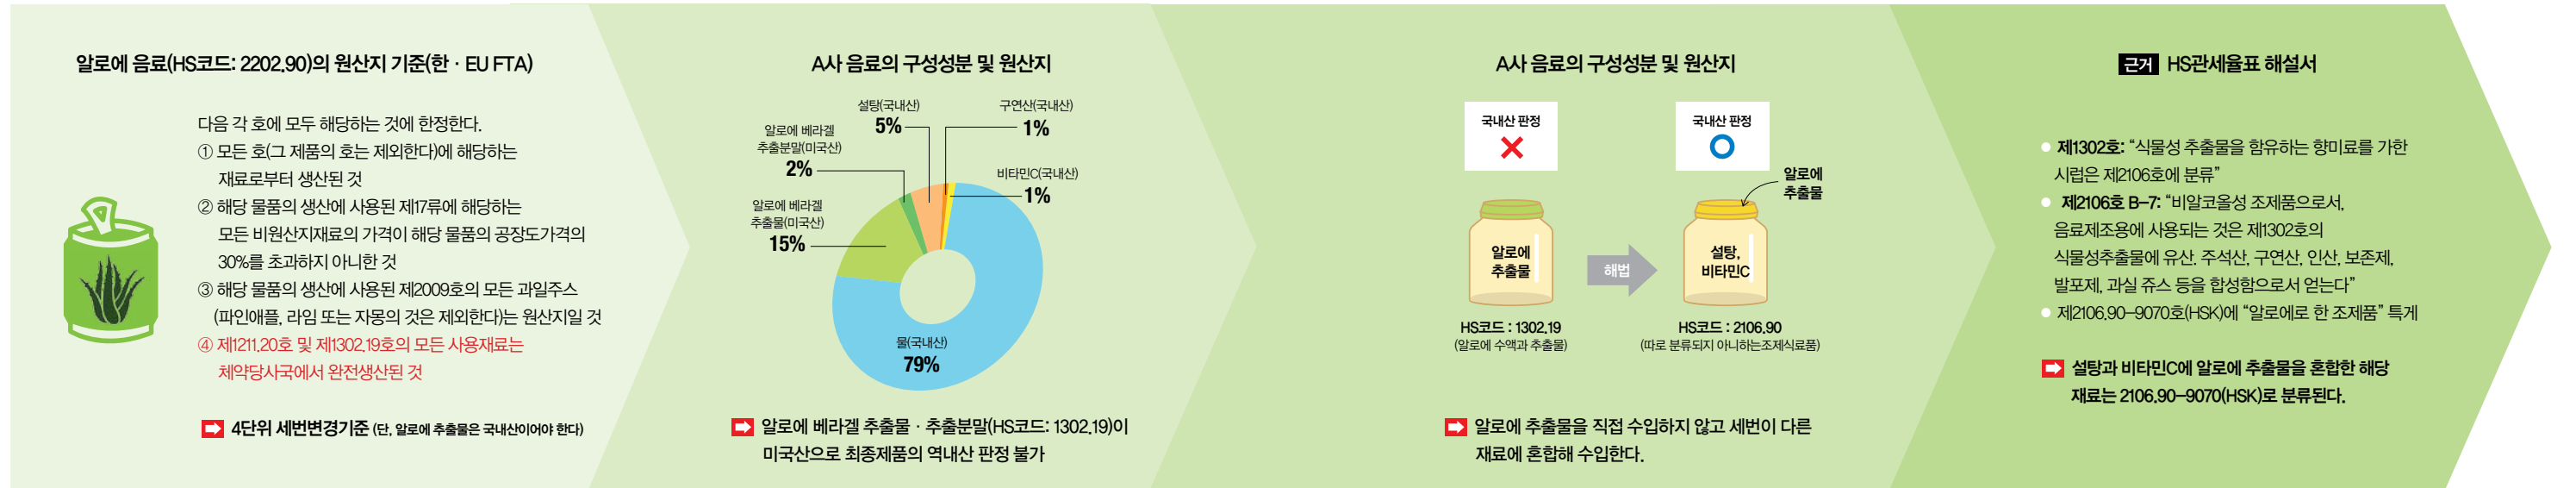 알로에 음료(HS코드: 2202.90)의 원산지 기준(한 · EU FTA)
다음 각 호에 모두 해당하는 것에 한정한다.
① 모든 호(그 제품의 호는 제외한다)에 해당하는
재료로부터 생산된 것
② 해당 물품의 생산에 사용된 제17류에 해당하는
모든 비원산지재료의 가격이 해당 물품의 공장도가격의
30%를 초과하지 아니한 것
③ 해당 물품의 생산에 사용된 제2009호의 모든 과일주스
(파인애플, 라임 또는 자몽의 것은 제외한다)는 원산지일 것
④ 제1211.20호 및 제1302.19호의 모든 사용재료는
체약당사국에서 완전생산된 것
4단위 세번변경기준 (단, 알로에 추출물은 국내산이어야 한다)
A사 음료의 구성성분 및 원산지
설탕(국내산)
5%
구연산(국내산)
1%
알로에 베라겔
추출분말(미국산)
2%
비타민C(국내산)
1%
알로에 베라겔
추출물(미국산)
15%
물(국내산)
79%
알로에 베라겔 추출물 · 추출분말(HS코드: 1302.19)이
미국산으로 최종제품의 역내산 판정 불가
A사 음료의 구성성분 및 원산지
국내산 판정
국내산 판정
알로에
추출물
알로에
추출물
해법
설탕,
비타민C
HS코드 : 1302.19
(알로에 수액과 추출물)
HS코드 : 2106.90
(따로 분류되지 아니하는조제식료품)
알로에 추출물을 직접 수입하지 않고 세번이 다른
재료에 혼합해 수입한다.
근거 HS관세율표 해설서
제1302호: “식물성 추출물을 함유하는 향미료를 가한
시럽은 제2106호에 분류”
제2106호 B-7: “비알코올성 조제품으로서,
음료제조용에 사용되는 것은 제1302호의
식물성추출물에 유산, 주석산, 구연산, 인산, 보존제,
발포제, 과실 쥬스 등을 합성함으로서 얻는다”
제2106.90-9070호(HSK)에 “알로에로 한 조제품” 특게
설탕과 비타민C에 알로에 추출물을 혼합한 해당
재료는 2106.90-9070(HSK)로 분류된다.